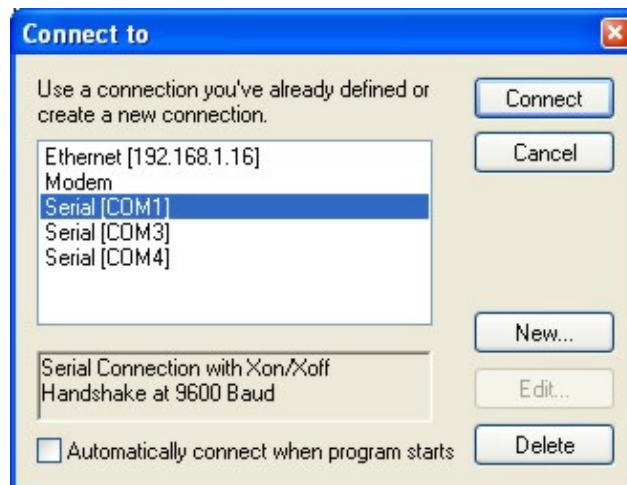 Connect to
Use a connection you've already defined or
create a new connection.
Connect
Cancel
Ethernet [192.168.1.16]
Modem
Serial [COM1]
Serial [COM3]
Serial [COM4]
New...
Serial Connection with Xon/Xoff
Handshake at 9600 Baud
Edit...
Automatically connect when program starts
Delete